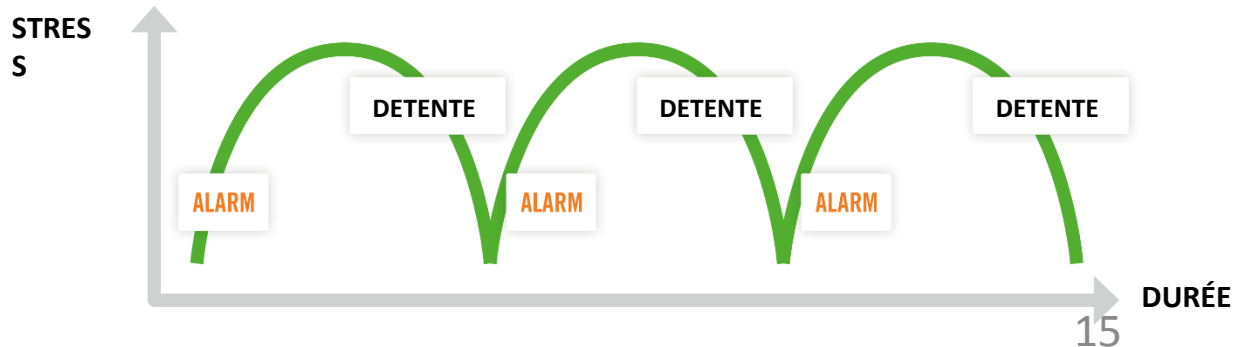 STRES
S
DETENTE
DETENTE
DETENTE
ALARM
ALARM
ALARM
DURÉE
15